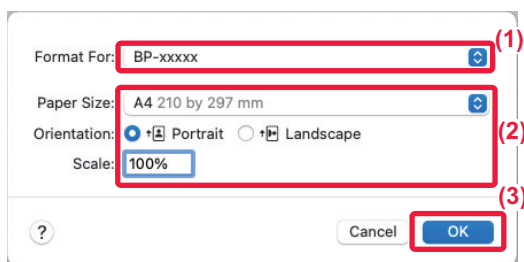 (1)
Format For: BP-xxxxx
Paper Size: A4 210 by 297 mm
Orientation: Portrait Landscape (2)
Scale: 100%
(3)
? Cancel OK